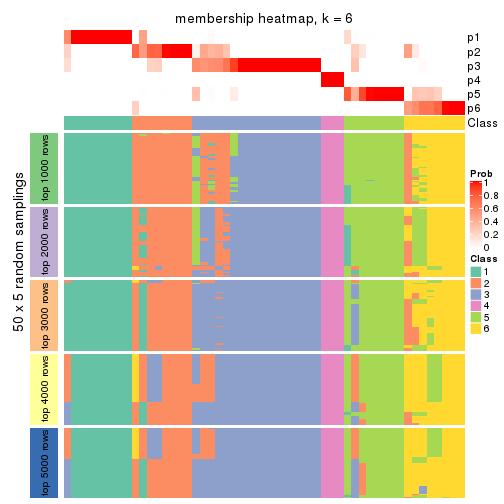 membership heatmap, k = 6
p1
p2
p3
p4
p5
p6
Class
50 x 5 random samplings
top 1000 rows
top 2000 rows
top 3000 rows
top 4000 rows
top 5000 rows
Prob
1
0.8
0.6
0.4
0.2
0
Class
1
2
3
4
5
6